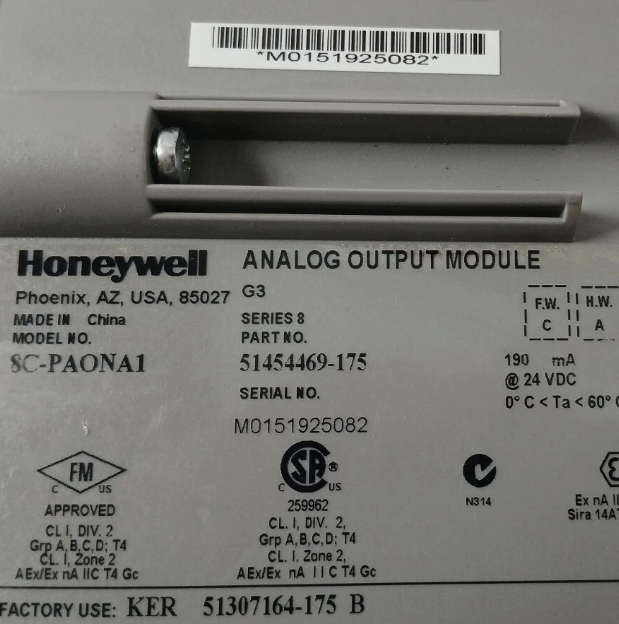 *M0151925082*
Honeywell ANALOG OUTPUT MODULE
Phoenix, AZ, USA, 85027 G3
MADE IN China
MODEL NO.
8C-PAONA1
SERIES 8
PART NO.
51454469-175
SERIAL NO.
M0151925082
F.W.
C
H.W.
A
190 mA
@ 24 VDC
0° C < Ta < 60°
FM
C US
APPROVED
CL I, DIV. 2
Grp A,B,C,D; T4
CL. I, Zone 2
AEx/Ex nA IIC T4 Gc
SA®
C US
259962
CL. I, DIV. 2,
Grp A,B,C,D; T4
CL. I. Zone 2,
AEx/Ex nA IIC T4 Gc
N314
Ex nA
Sira
FACTORY USE: KER 51307164-175 B